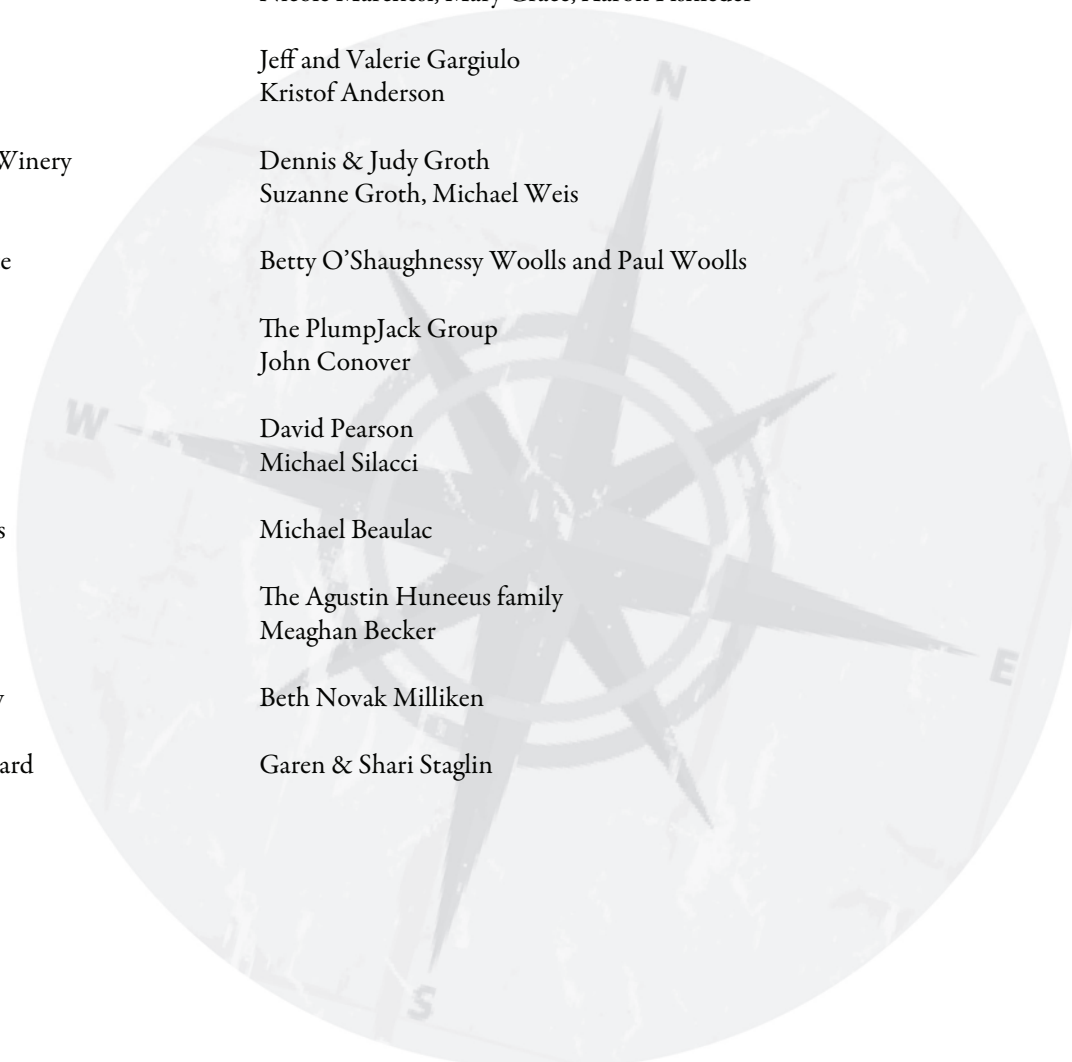 Jeff and Valerie Gargiulo
N
Kristof Anderson
Winery Dennis & Judy Groth
Suzanne Groth, Michael Weis
e Betty O’Shaughnessy Woolls and Paul Woolls
The PlumpJack Group
John Conover
W
David Pearson
Michael Silacci
s Michael Beaulac
The Agustin Huneeus family
Meaghan Becker
E
Beth Novak Milliken
ard Garen & Shari Staglin
S